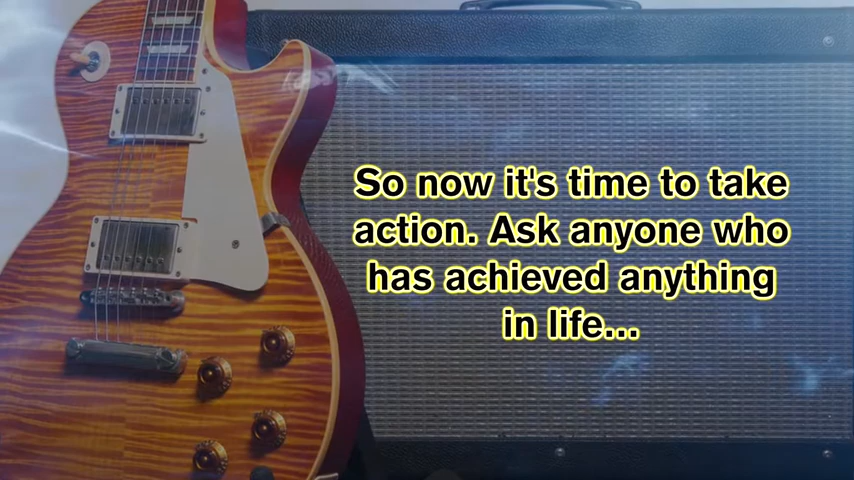 So now it's time to take
action. Ask anyone who
has achieved anything
in life...